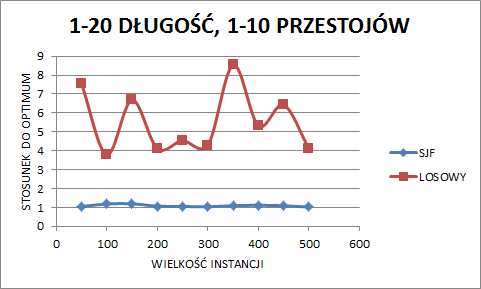 1-20 DŁUGOŚĆ, 1-10 PRZESTOJÓW
STOSUNEK DO OPTIMUM
9
8
7
6
5
4
3
2
1
0
0 100 200 300 400 500 600
WIELKOŚĆ INSTANCJI
SJF
LOSOWY